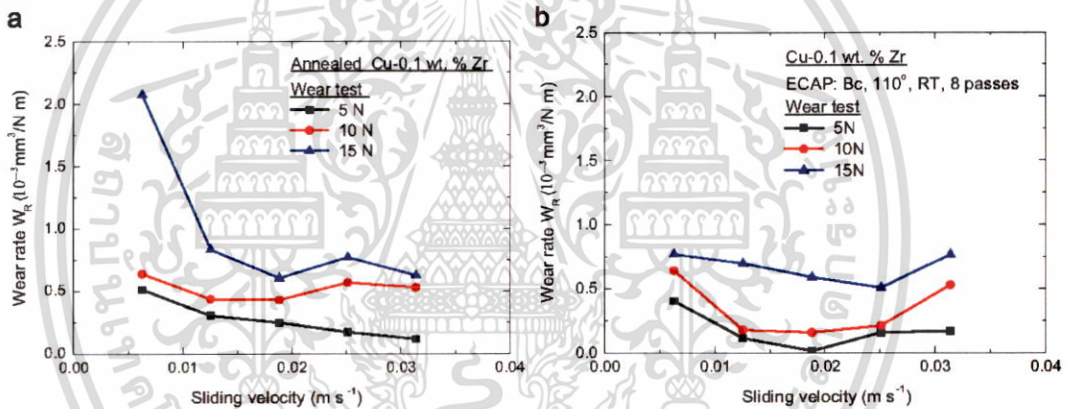 a
Wear rate W_R (10⁻³ mm³/N m)
2.5
2.0
1.5
1.0
0.5
0.0
Annealed Cu-0.1 wt. % Zr
Wear test
5 N
10 N
15 N
0.00 0.01 0.02 0.03 0.04
Sliding velocity (m s⁻¹)
b
Wear rate W_R (10⁻³ mm³/N m)
2.5
2.0
1.5
1.0
0.5
0.0
Cu-0.1 wt. % Zr
ECAP: Bc, 110°, RT, 8 passes
Wear test
5N
10N
15N
0.00 0.01 0.02 0.03 0.04
Sliding velocity (m s⁻¹)